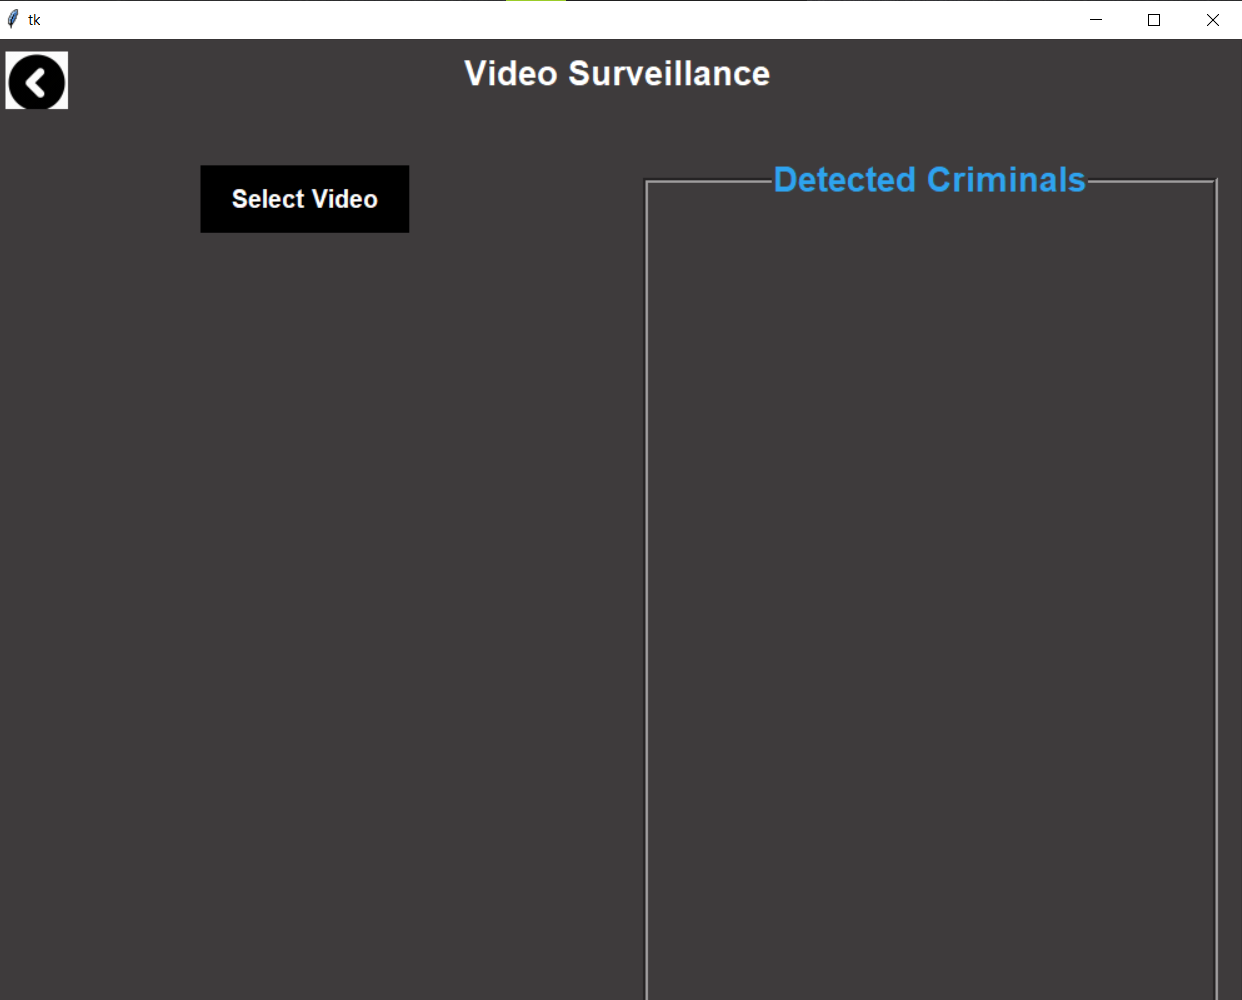 tk
Video Surveillance
Select Video
Detected Criminals